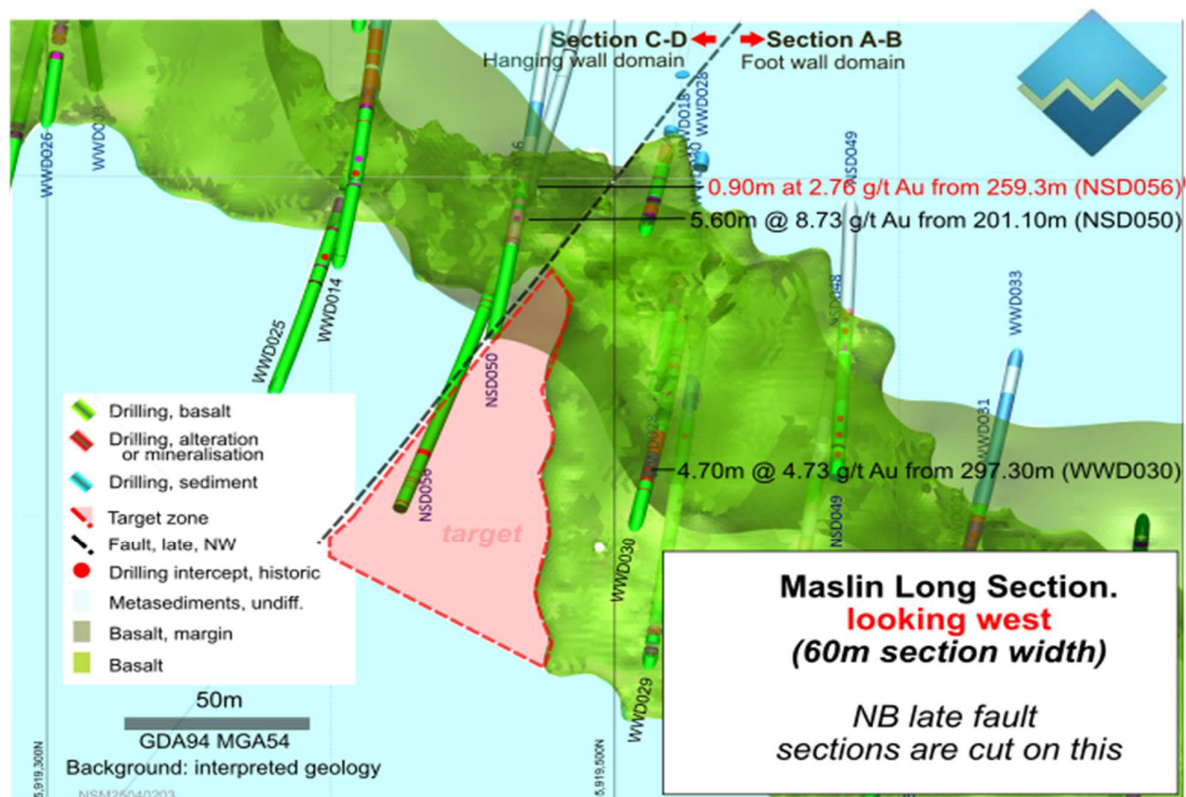 Section C-D
Hanging wall domain
Section A-B
Foot wall domain
WWD026
WWD014
WWD025
NSD050
NSD056
WWD018
WWD028
NSD049
NSD048
WWD033
WWD031
0.90m at 2.76 g/t Au from 259.3m (NSD056)
5.60m @ 8.73 g/t Au from 201.10m (NSD050)
4.70m @ 4.73 g/t Au from 297.30m (WWD030)
NSD049
WWD030
WWD029
target
Drilling, basalt
Drilling, alteration
or mineralisation
Drilling, sediment
Target zone
Fault, late, NW
Drilling intercept, historic
Metasediments, undiff.
Basalt, margin
Basalt
50m
GDA94 MGA54
Background: interpreted geology
NSM25040203
5,919,300N
5,919,500N
Maslin Long Section.
looking west
(60m section width)
NB late fault
sections are cut on this